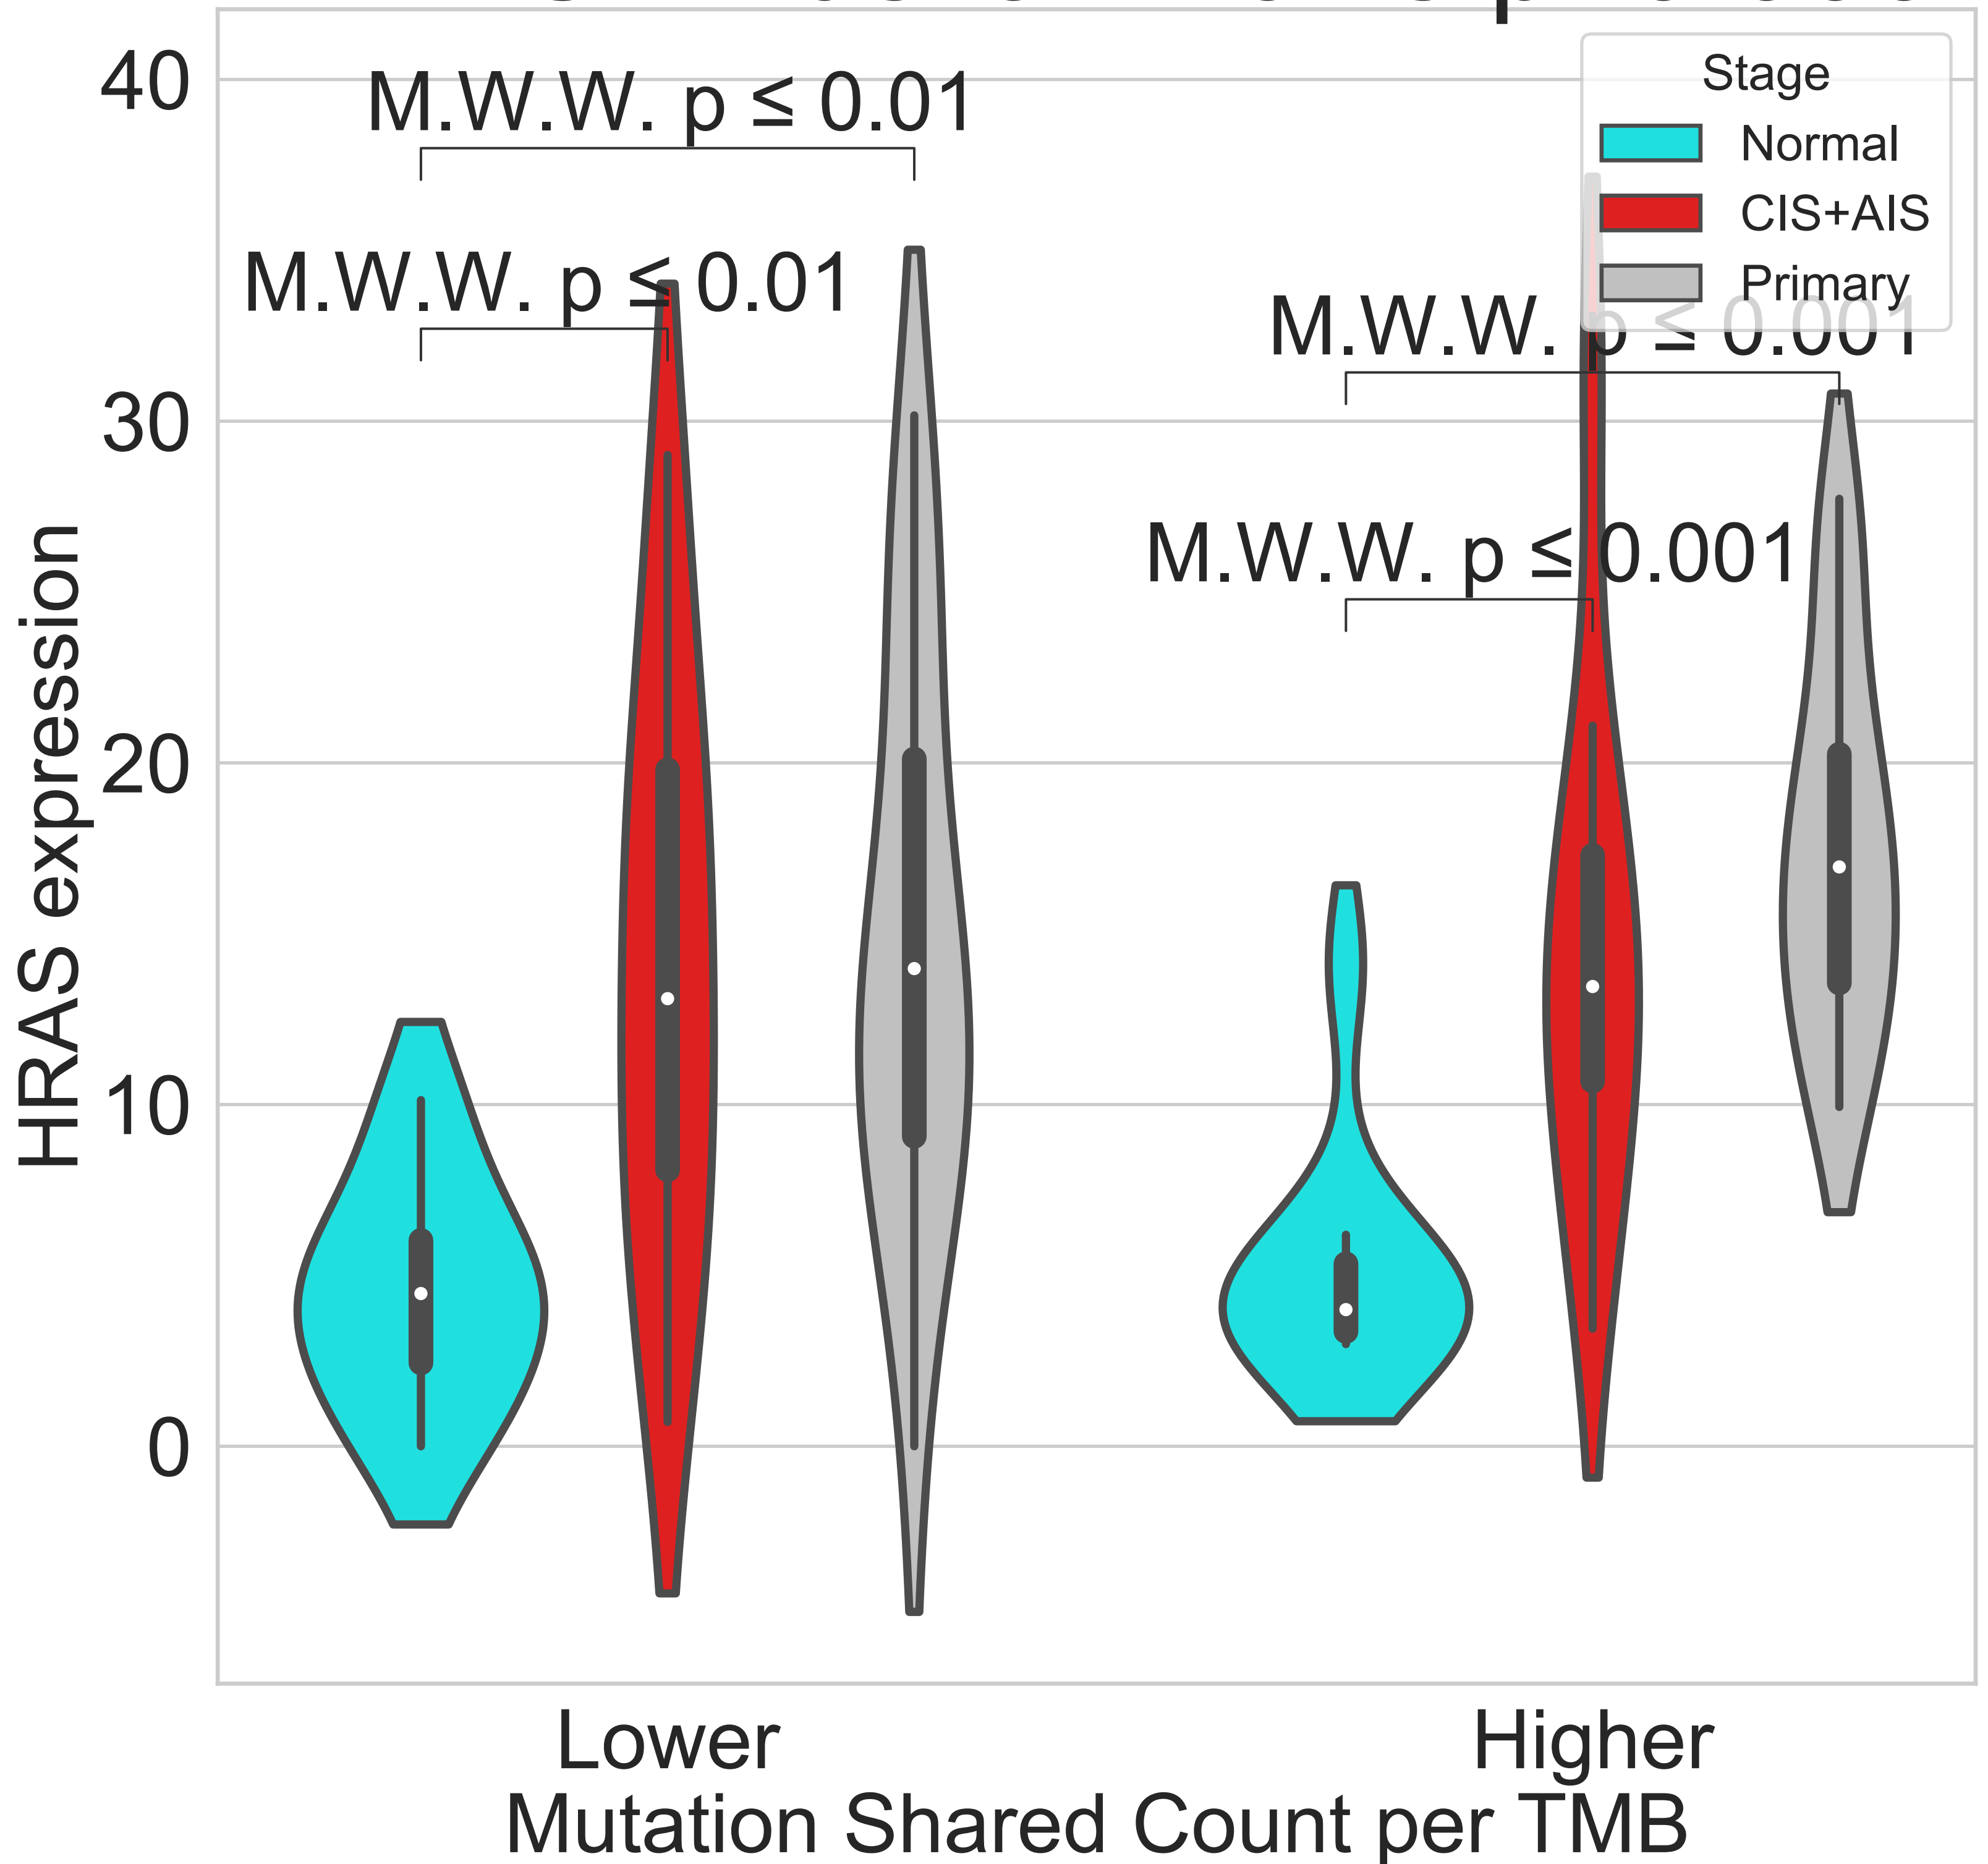 40
M.W.W. p ≤ 0.01
Stage
Normal
CIS+AIS
Primary
M.W.W. p ≤ 0.01
M.W.W. p ≤ 0.001
30
M.W.W. p ≤ 0.001
20
10
0
HRAS expression
Lower
Higher
Mutation Shared Count per TMB